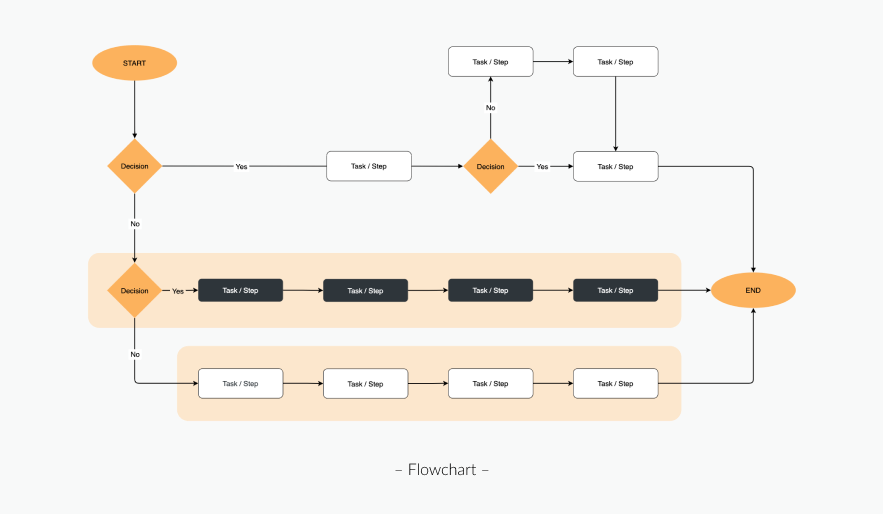 START
Task / Step
Task / Step
No
Decision
Yes
Task / Step
Decision
Yes
Task / Step
No
Decision
Yes
Task / Step
Task / Step
Task / Step
Task / Step
END
No
Task / Step
Task / Step
Task / Step
Task / Step
– Flowchart –